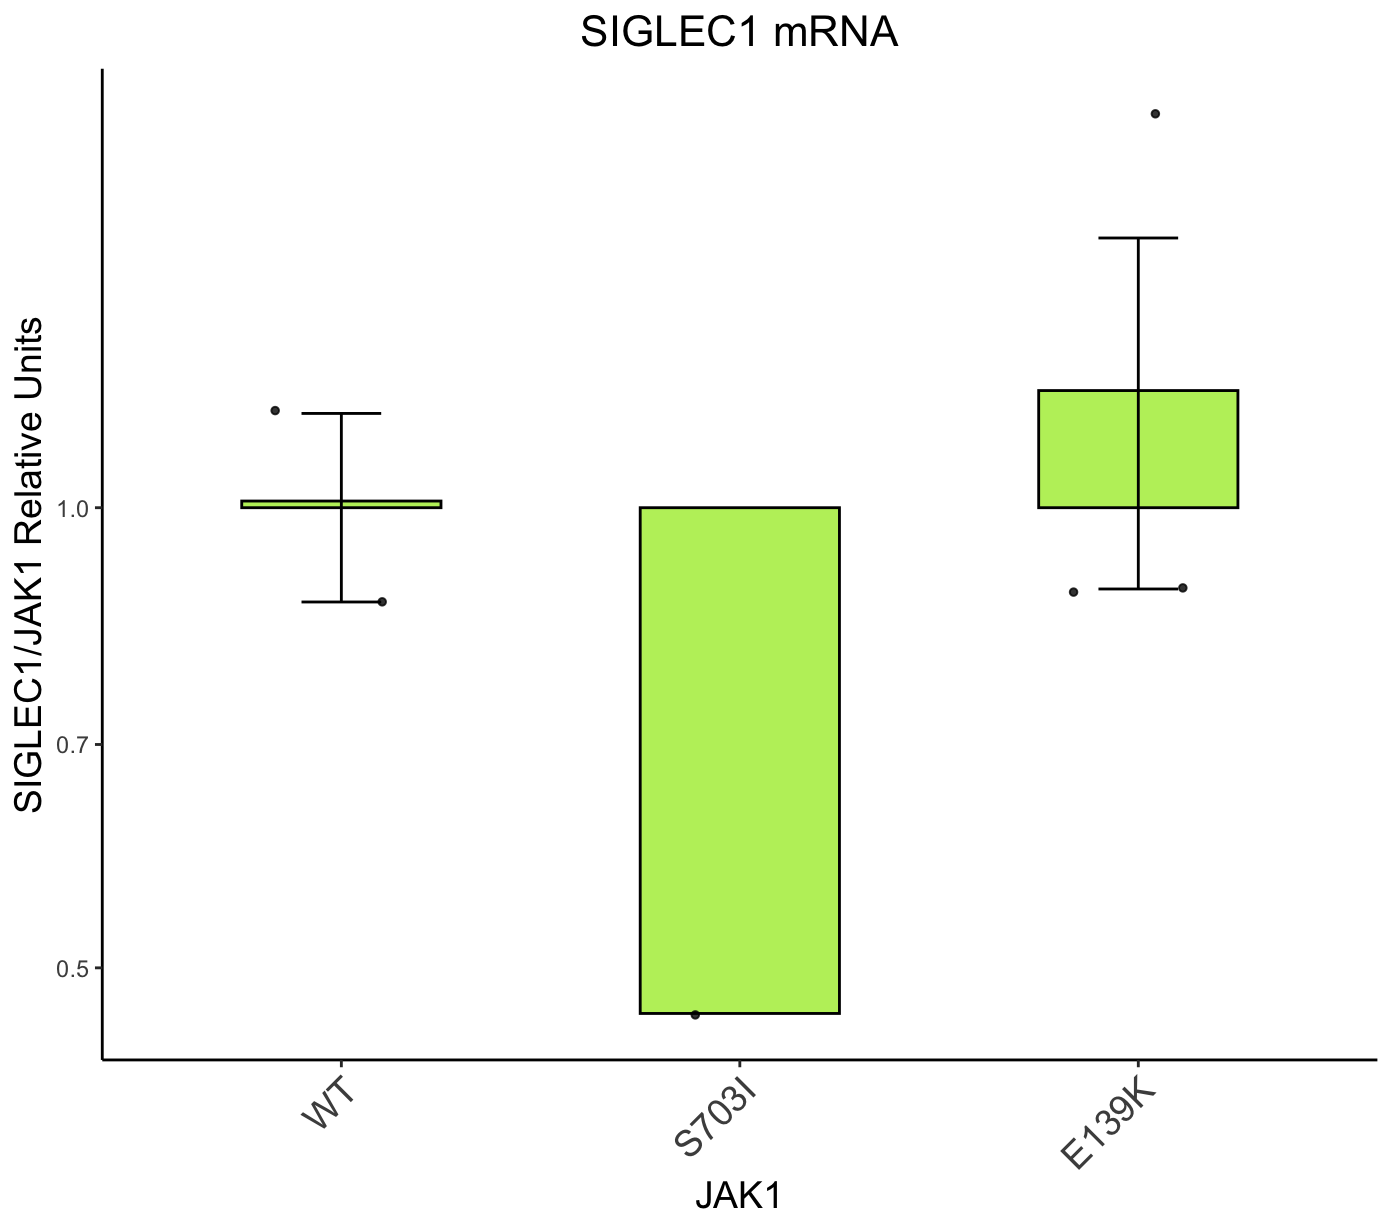 SIGLEC1 mRNA
SIGLEC1/JAK1 Relative Units
1.0
0.7
0.5
WT
S703I
E139K
JAK1